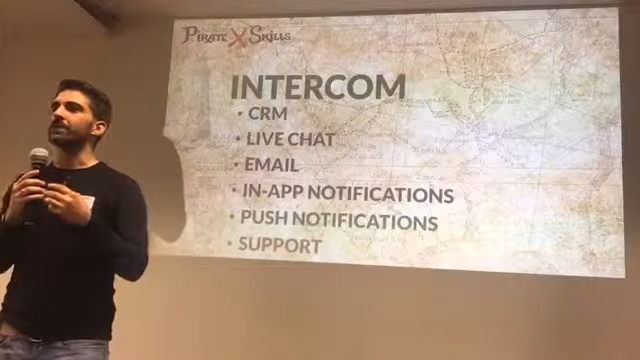 PIRATE X SKILLS
INTERCOM
• CRM
• LIVE CHAT
• EMAIL
• IN-APP NOTIFICATIONS
• PUSH NOTIFICATIONS
• SUPPORT